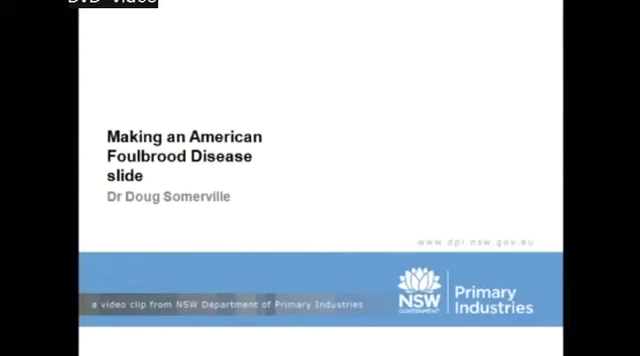 DVD Video
Making an American
Foulbrood Disease
slide
Dr Doug Somerville
www.dpi.nsw.gov.au
a video clip from NSW Department of Primary Industries
NSW
GOVERNMENT
Primary
Industries